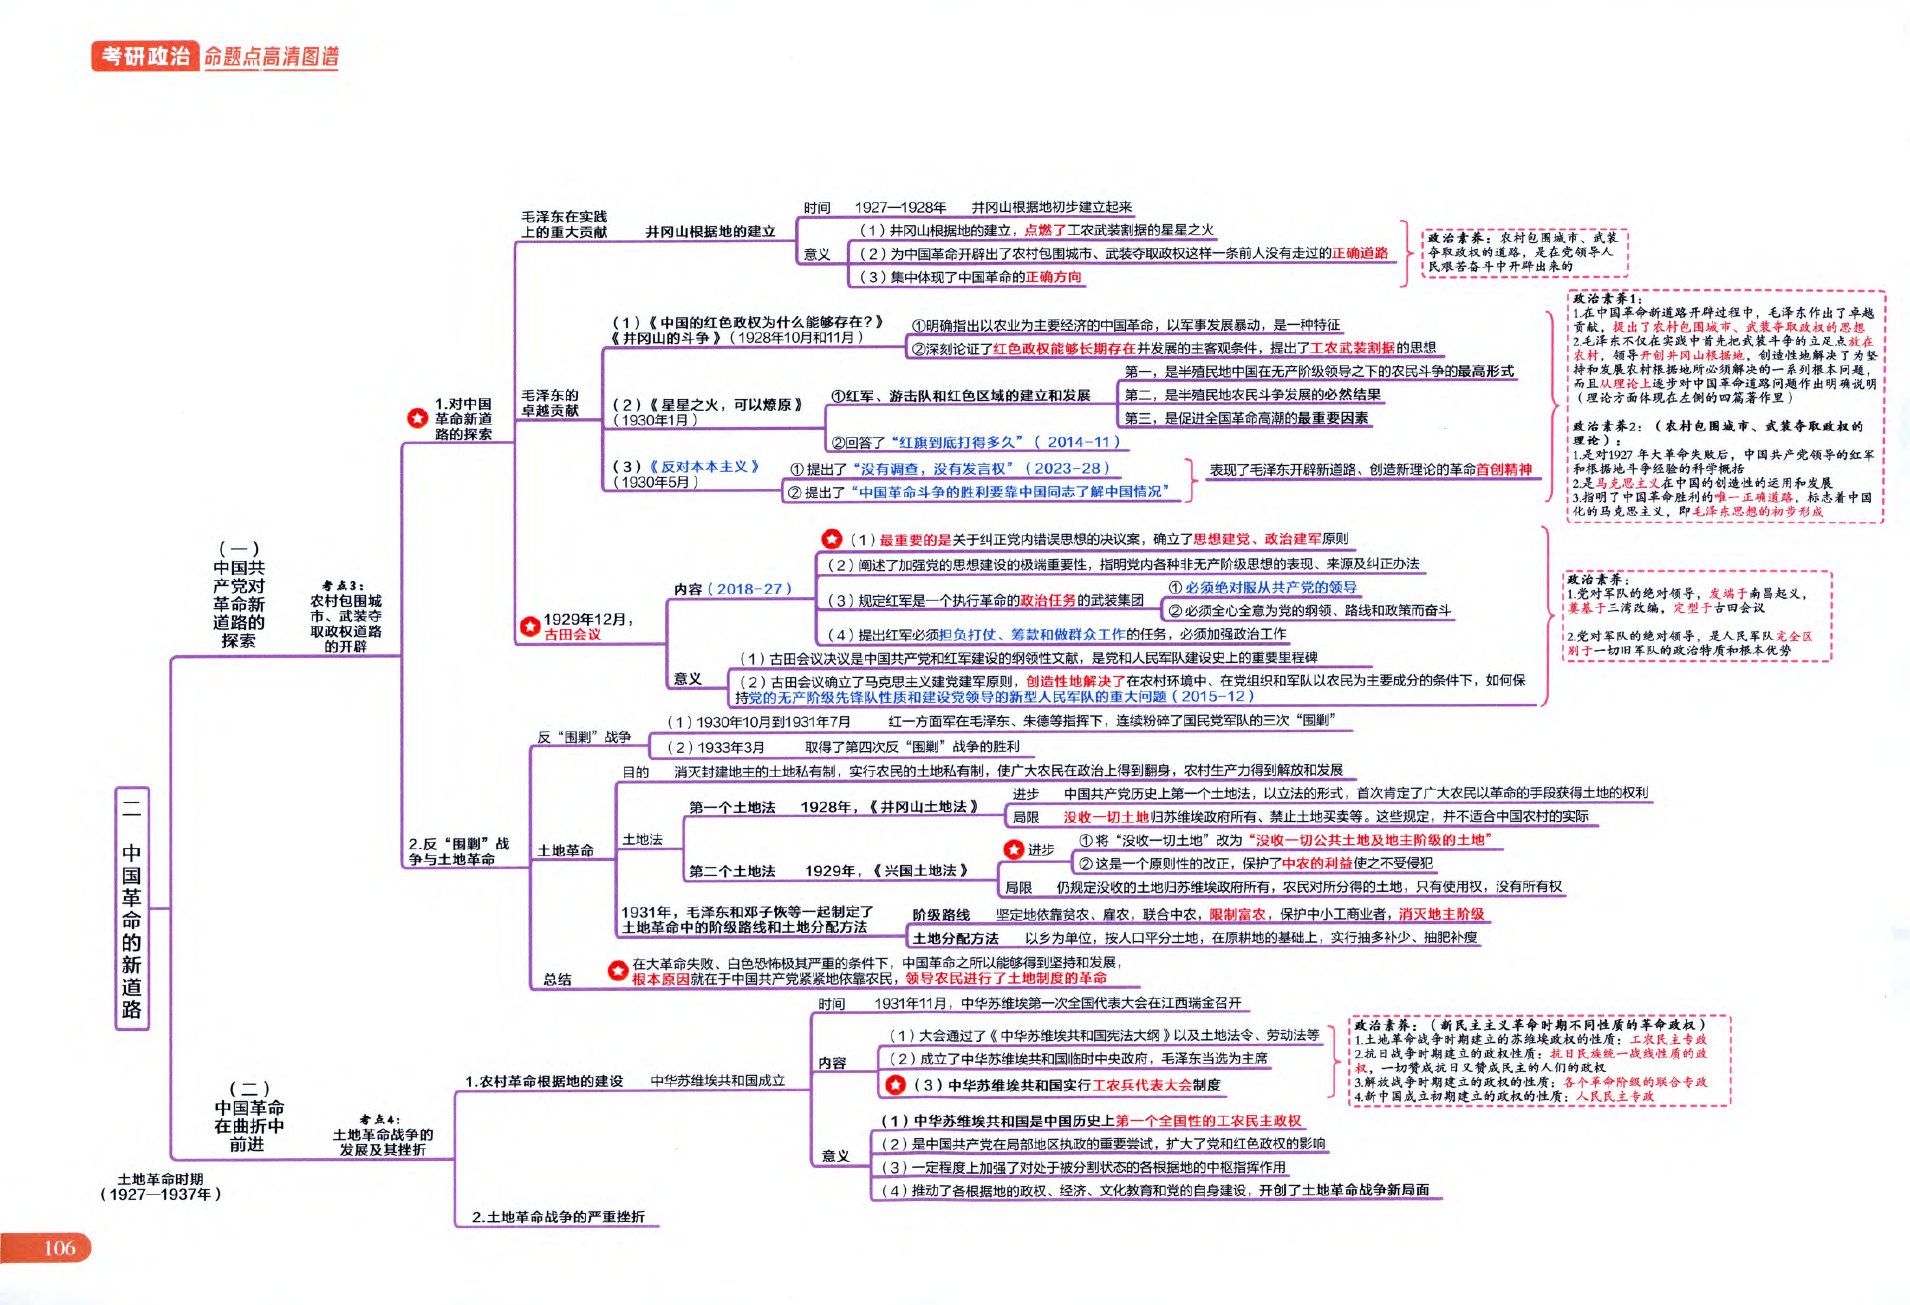 考研政治 命题点高清图谱
二 中国革命的新道路
土地革命时期
（1927—1937年）
（一）
中国共
产党对
革命新
道路的
探索
考点3：
农村包围城
市、武装夺
取政权道路
的开辟
1.对中国
革命新道
路的探索
毛泽东在实践
上的重大贡献
井冈山根据地的建立
时间 1927—1928年 井冈山根据地初步建立起来
意义
（1）井冈山根据地的建立，点燃了工农武装割据的星星之火
（2）为中国革命开辟出了农村包围城市、武装夺取政权这样一条前人没有走过的正确道路
（3）集中体现了中国革命的正确方向
政治素养：农村包围城市、武装
夺取政权的道路，是在党领导人
民艰苦奋斗中开辟出来的
毛泽东的
卓越贡献
（1）《中国的红色政权为什么能够存在？》
《井冈山的斗争》（1928年10月和11月）
①明确指出以农业为主要经济的中国革命，以军事发展暴动，是一种特征
②深刻论证了红色政权能够长期存在并发展的主客观条件，提出了工农武装割据的思想
（2）《星星之火，可以燎原》
（1930年1月）
①红军、游击队和红色区域的建立和发展
第一，是半殖民地中国在无产阶级领导之下的农民斗争的最高形式
第二，是半殖民地农民斗争发展的必然结果
第三，是促进全国革命高潮的最重要因素
②回答了“红旗到底打得多久”（2014-11）
（3）《反对本本主义》
（1930年5月）
①提出了“没有调查，没有发言权”（2023-28）
②提出了“中国革命斗争的胜利要靠中国同志了解中国情况”
表现了毛泽东开辟新道路、创造新理论的革命首创精神
政治素养1：
1.在中国革命新道路开辟过程中，毛泽东作出了卓越
贡献，提出了农村包围城市、武装夺取政权的思想
2.毛泽东不仅在实践中首先把武装斗争的立足点放在
农村，领导开创井冈山根据地，创造性地解决了为坚
持和发展农村根据地所必须解决的一系列根本问题，
而且从理论上逐步对中国革命道路问题作出明确说明
（理论方面体现在左侧的四篇著作里）
政治素养2：（农村包围城市、武装夺取政权的
理论）：
1.是对1927 年大革命失败后，中国共产党领导的红军
和根据地斗争经验的科学概括
2.是马克思主义在中国的创造性的运用和发展
3.指明了中国革命胜利的唯一正确道路，标志着中国
化的马克思主义，即毛泽东思想的初步形成
1929年12月，
古田会议
内容（2018-27）
（1）最重要的是关于纠正党内错误思想的决议案，确立了思想建党、政治建军原则
（2）阐述了加强党的思想建设的极端重要性，指明党内各种非无产阶级思想的表现、来源及纠正办法
（3）规定红军是一个执行革命的政治任务的武装集团
①必须绝对服从共产党的领导
②必须全心全意为党的纲领、路线和政策而奋斗
（4）提出红军必须担负打仗、筹款和做群众工作的任务，必须加强政治工作
意义
（1）古田会议决议是中国共产党和红军建设的纲领性文献，是党和人民军队建设史上的重要里程碑
（2）古田会议确立了马克思主义建党建军原则，创造性地解决了在农村环境中、在党组织和军队以农民为主要成分的条件下，如何保
持党的无产阶级先锋队性质和建设党领导的新型人民军队的重大问题（2015-12）
政治素养：
1.党对军队的绝对领导，发端于南昌起义，
奠基于三湾改编，定型于古田会议
2.党对军队的绝对领导，是人民军队完全区
别于一切旧军队的政治特质和根本优势
2.反“围剿”战
争与土地革命
反“围剿”战争
（1）1930年10月到1931年7月 红一方面军在毛泽东、朱德等指挥下，连续粉碎了国民党军队的三次“围剿”
（2）1933年3月 取得了第四次反“围剿”战争的胜利
土地革命
目的 消灭封建地主的土地私有制，实行农民的土地私有制，使广大农民在政治上得到翻身，农村生产力得到解放和发展
土地法
第一个土地法 1928年，《井冈山土地法》
进步 中国共产党历史上第一个土地法，以立法的形式，首次肯定了广大农民以革命的手段获得土地的权利
局限 没收一切土地归苏维埃政府所有、禁止土地买卖等。这些规定，并不适合中国农村的实际
第二个土地法 1929年，《兴国土地法》
进步
①将“没收一切土地”改为“没收一切公共土地及地主阶级的土地”
②这是一个原则性的改正，保护了中农的利益使之不受侵犯
局限 仍规定没收的土地归苏维埃政府所有，农民对所分得的土地，只有使用权，没有所有权
1931年，毛泽东和邓子恢等一起制定了
土地革命中的阶级路线和土地分配方法
阶级路线 坚定地依靠贫农、雇农，联合中农，限制富农，保护中小工商业者，消灭地主阶级
土地分配方法 以乡为单位，按人口平分土地，在原耕地的基础上，实行抽多补少、抽肥补瘦
总结
在大革命失败、白色恐怖极其严重的条件下，中国革命之所以能够得到坚持和发展，
根本原因就在于中国共产党紧紧地依靠农民，领导农民进行了土地制度的革命
（二）
中国革命
在曲折中
前进
考点4：
土地革命战争的
发展及其挫折
1.农村革命根据地的建设
中华苏维埃共和国成立
时间 1931年11月，中华苏维埃第一次全国代表大会在江西瑞金召开
内容
（1）大会通过了《中华苏维埃共和国宪法大纲》以及土地法令、劳动法等
（2）成立了中华苏维埃共和国临时中央政府，毛泽东当选为主席
（3）中华苏维埃共和国实行工农兵代表大会制度
政治素养：（新民主主义革命时期不同性质的革命政权）
1.土地革命战争时期建立的苏维埃政权的性质：工农民主专政
2.抗日战争时期建立的政权性质：抗日民族统一战线性质的政
权，一切赞成抗日又赞成民主的人们的政权
3.解放战争时期建立的政权的性质：各个革命阶级的联合专政
4.新中国成立初期建立的政权的性质：人民民主专政
意义
（1）中华苏维埃共和国是中国历史上第一个全国性的工农民主政权
（2）是中国共产党在局部地区执政的重要尝试，扩大了党和红色政权的影响
（3）一定程度上加强了对处于被分割状态的各根据地的中枢指挥作用
（4）推动了各根据地的政权、经济、文化教育和党的自身建设，开创了土地革命战争新局面
2.土地革命战争的严重挫折
106